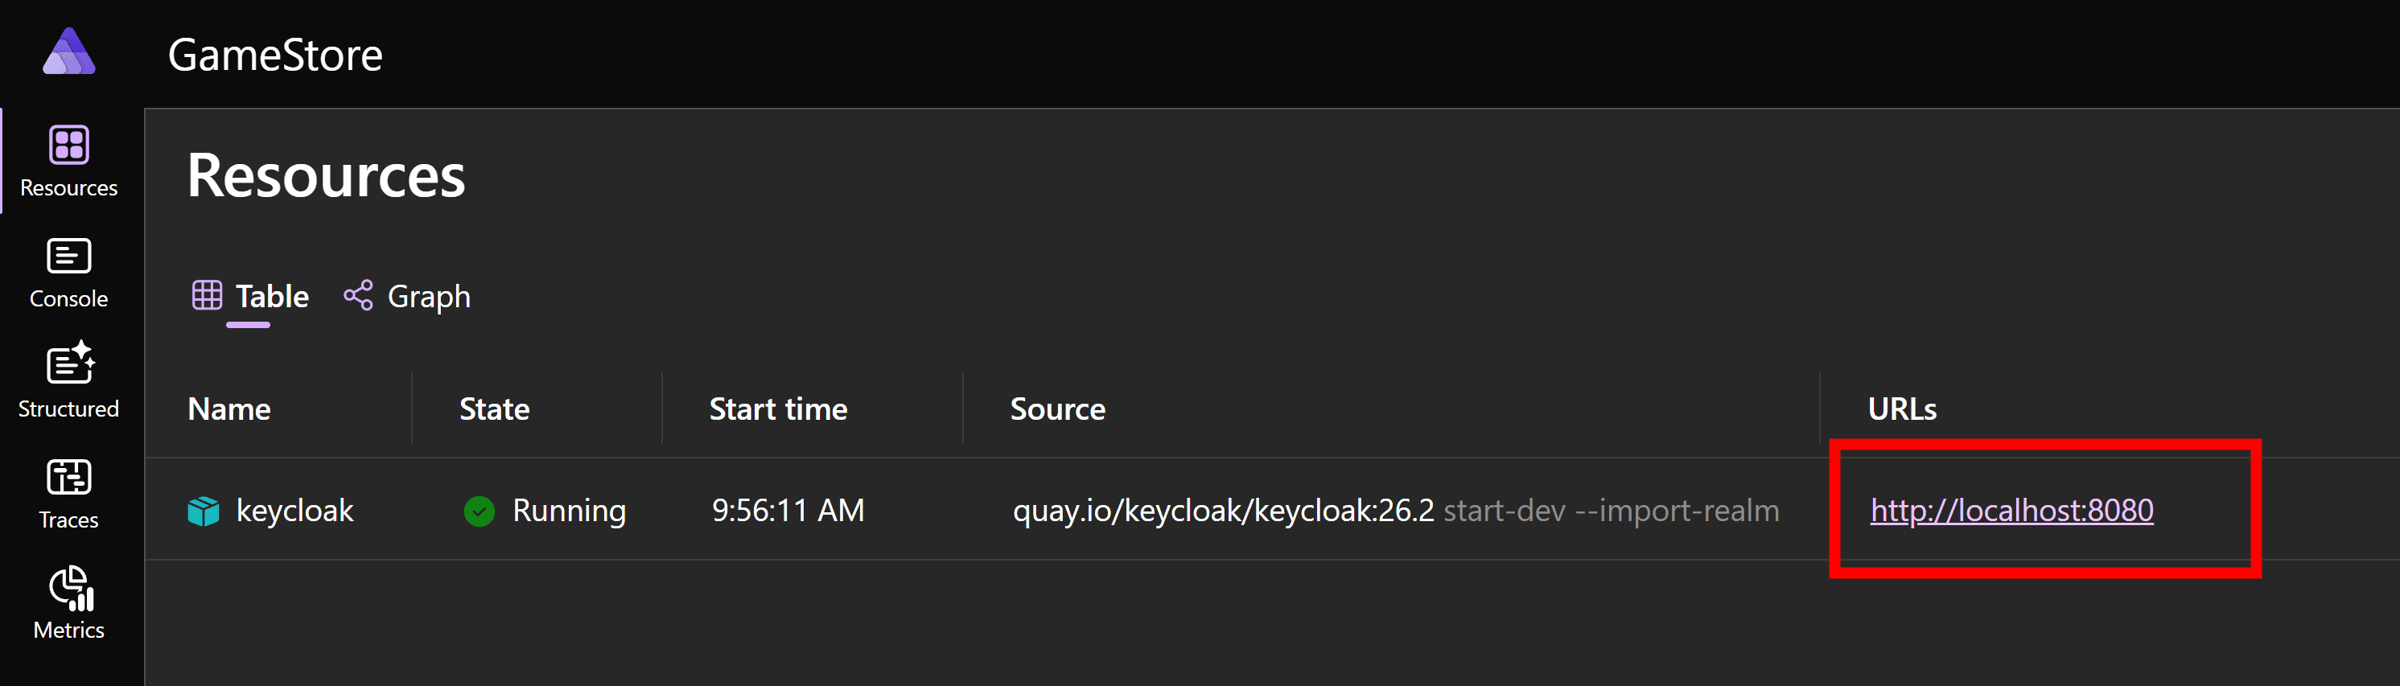 GameStore
Resources
Console
Structured
Traces
Metrics
Resources
Table Graph
Name State Start time Source URLs
keycloak Running 9:56:11 AM quay.io/keycloak/keycloak:26.2 start-dev --import-realm http://localhost:8080